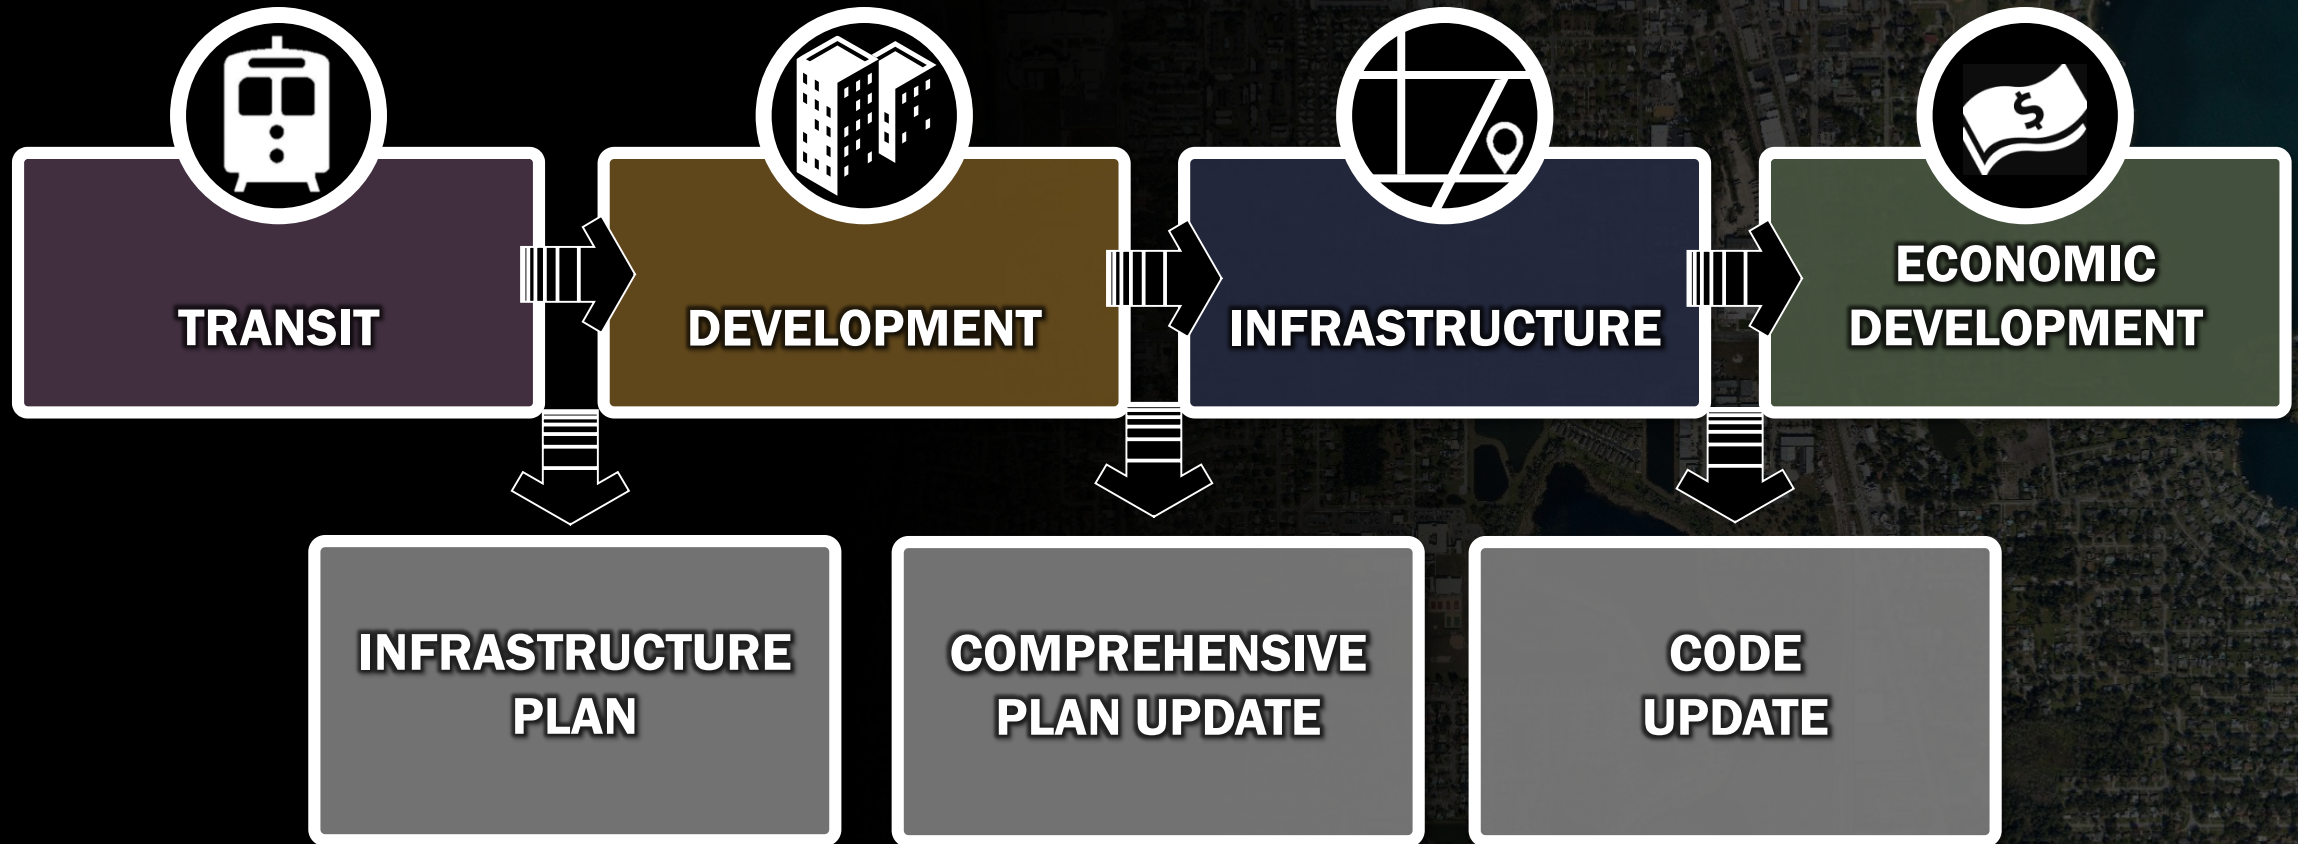 TRANSIT
DEVELOPMENT
INFRASTRUCTURE
ECONOMIC
DEVELOPMENT
INFRASTRUCTURE
PLAN
COMPREHENSIVE
PLAN UPDATE
CODE
UPDATE
$